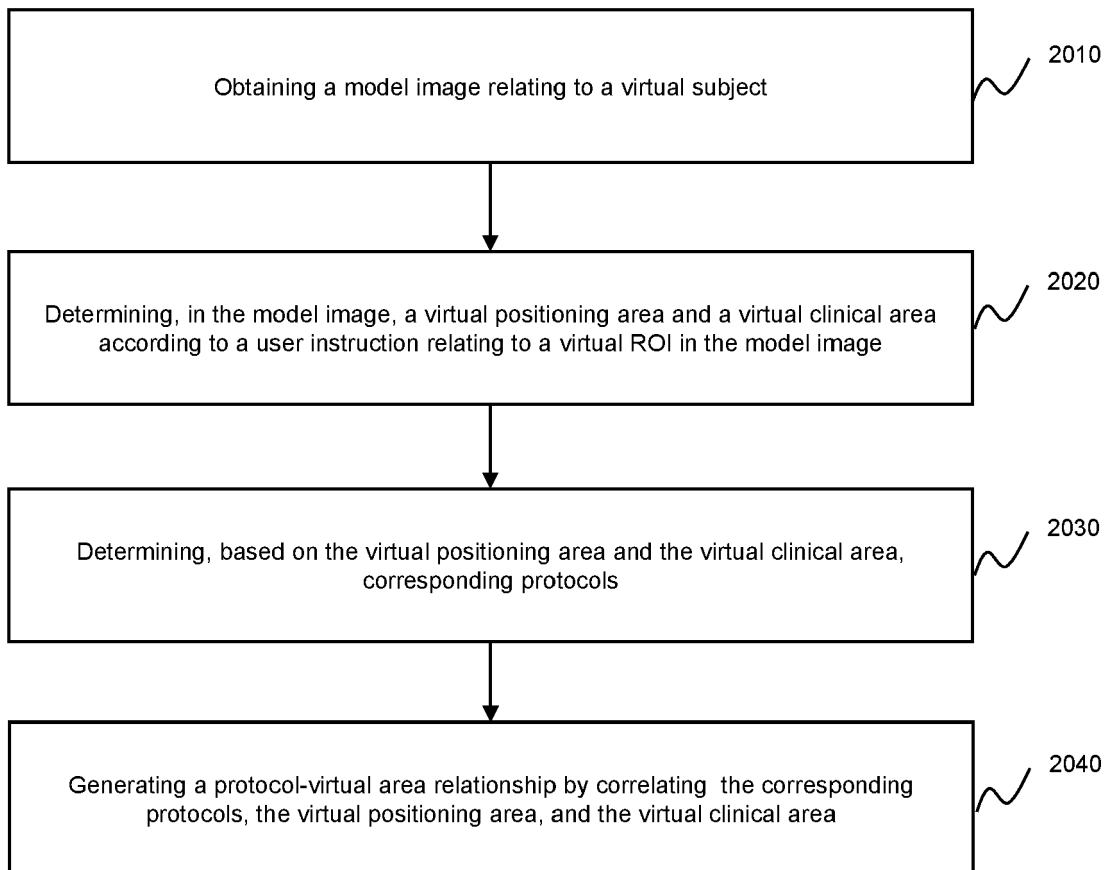 Obtaining a model image relating to a virtual subject
2010
Determining, in the model image, a virtual positioning area and a virtual clinical area
according to a user instruction relating to a virtual ROI in the model image
2020
Determining, based on the virtual positioning area and the virtual clinical area,
corresponding protocols
2030
Generating a protocol-virtual area relationship by correlating the corresponding
protocols, the virtual positioning area, and the virtual clinical area
2040